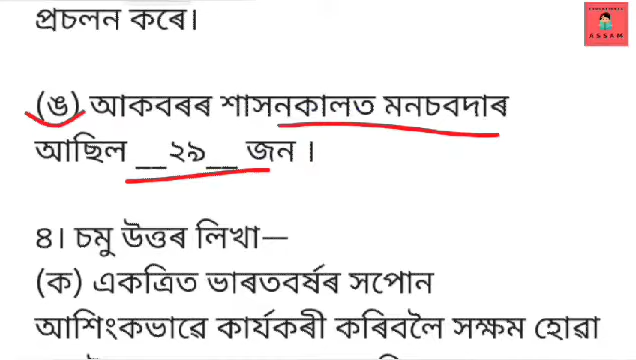 প্ৰচলন কৰে।
ASSAM
(ঙ) আকবৰৰ শাসনকালত মনচবদাৰ
আছিল __২৯__ জন ।
৪। চমু উত্তৰ লিখা—
(ক) একত্ৰিত ভাৰতবৰ্ষৰ সপোন
আশিংকভাৱে কাৰ্যকৰী কৰিবলৈ সক্ষম হোৱা